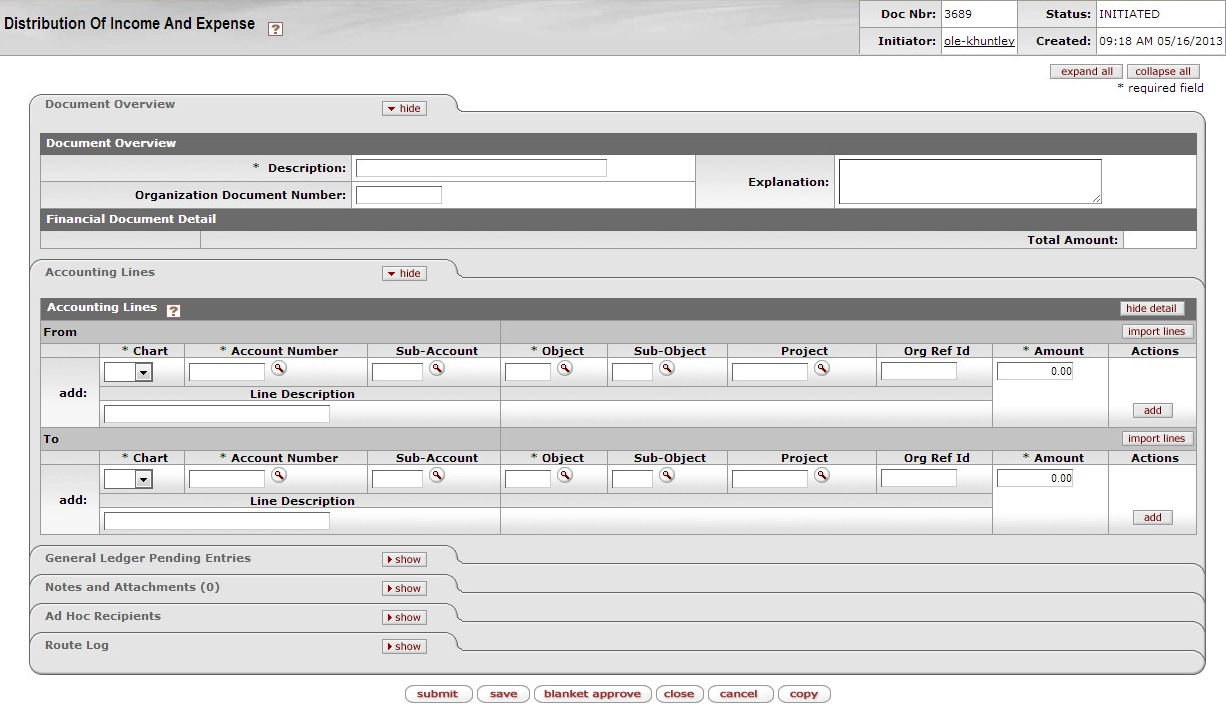 Distribution Of Income And Expense ?
Doc Nbr: 3689 Status: INITIATED
Initiator: ole-khuntley Created: 09:18 AM 05/16/2013
expand all collapse all
* required field
Document Overview hide
Document Overview
* Description: Explanation:
Organization Document Number:
Financial Document Detail
Total Amount:
Accounting Lines hide
Accounting Lines ? hide detail
From import lines
* Chart * Account Number Sub-Account * Object Sub-Object Project Org Ref Id * Amount Actions
add: 0.00
Line Description
add
To import lines
* Chart * Account Number Sub-Account * Object Sub-Object Project Org Ref Id * Amount Actions
add: 0.00
Line Description
add
General Ledger Pending Entries show
Notes and Attachments (0) show
Ad Hoc Recipients show
Route Log show
submit save blanket approve close cancel copy